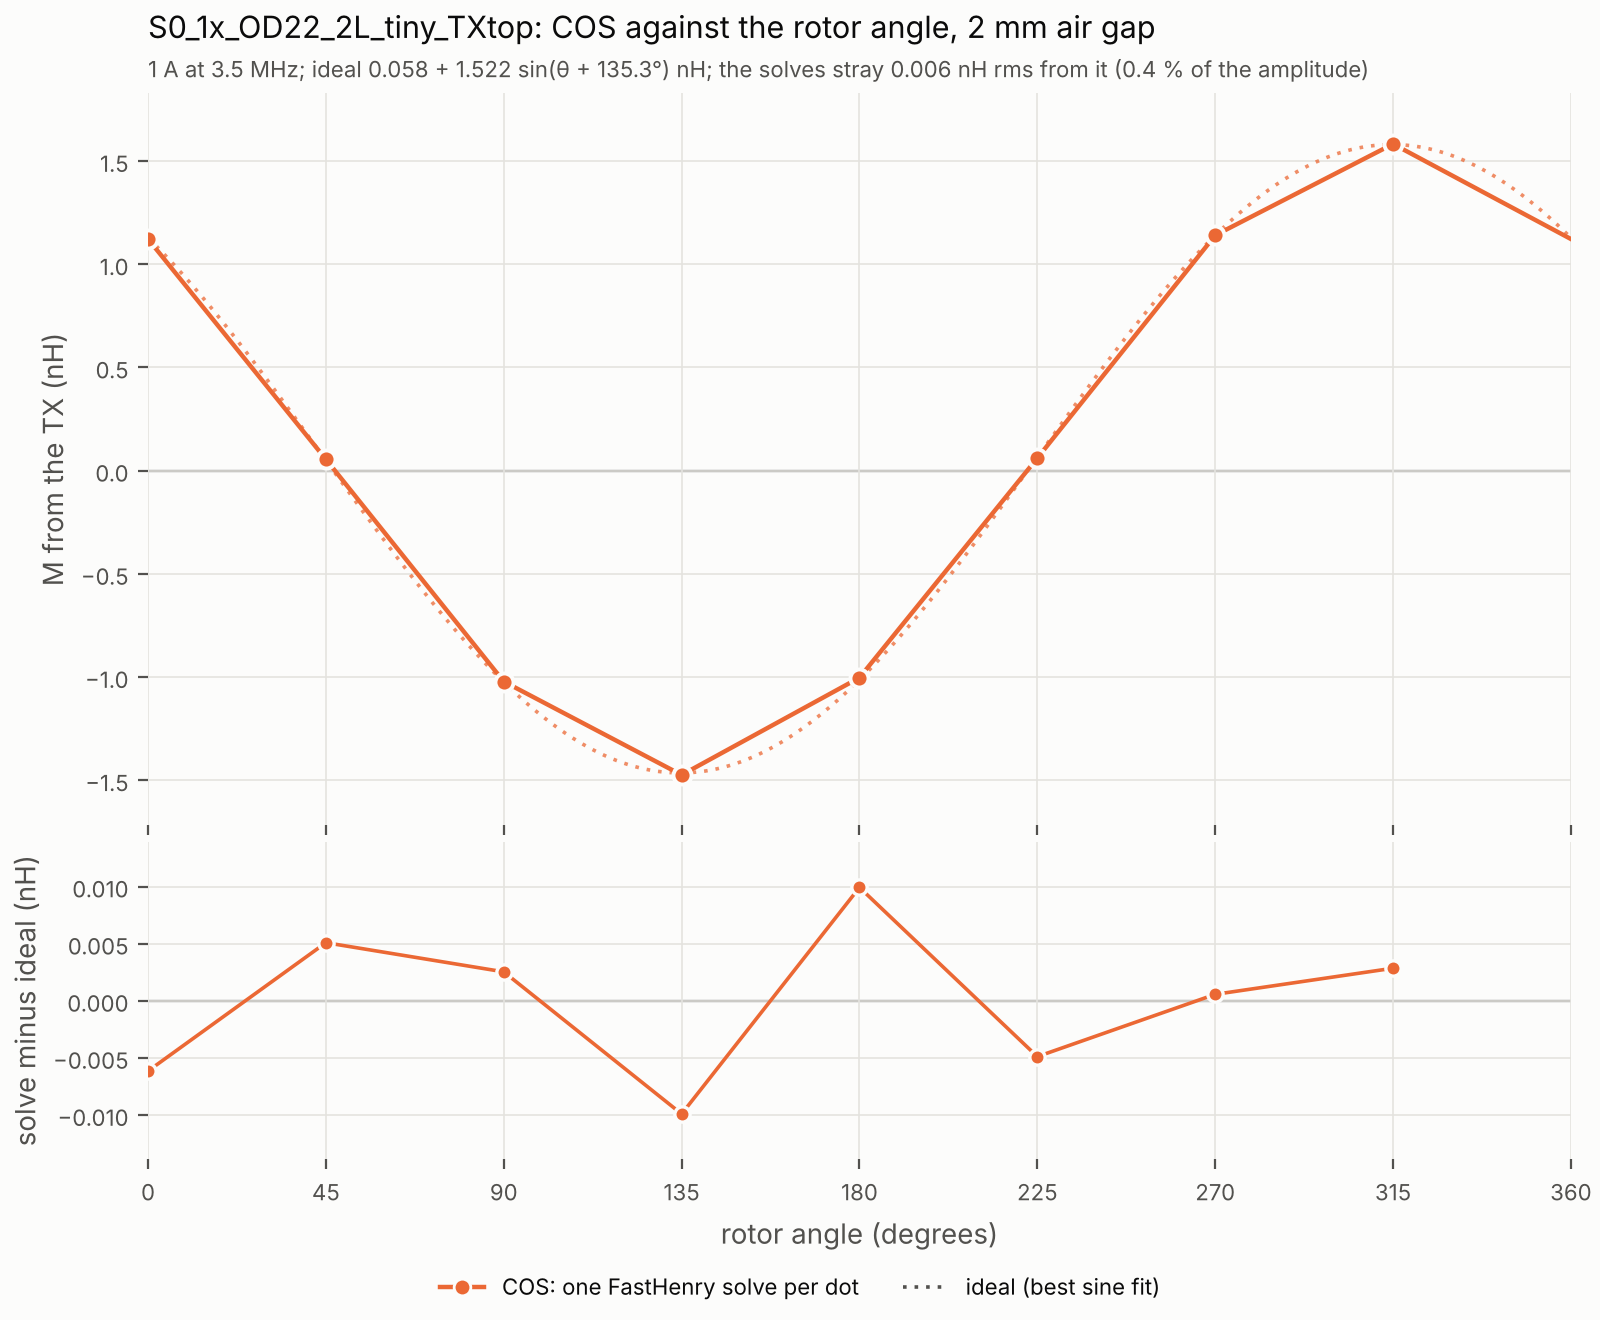 S0_1x_OD22_2L_tiny_TXtop: COS against the rotor angle, 2 mm air gap
1 A at 3.5 MHz; ideal 0.058 + 1.522 sin(θ + 135.3°) nH; the solves stray 0.006 nH rms from it (0.4 % of the amplitude)
M from the TX (nH)
1.5
1.0
0.5
0.0
−0.5
−1.0
−1.5
solve minus ideal (nH)
0.010
0.005
0.000
−0.005
−0.010
0 45 90 135 180 225 270 315 360
rotor angle (degrees)
COS: one FastHenry solve per dot ideal (best sine fit)